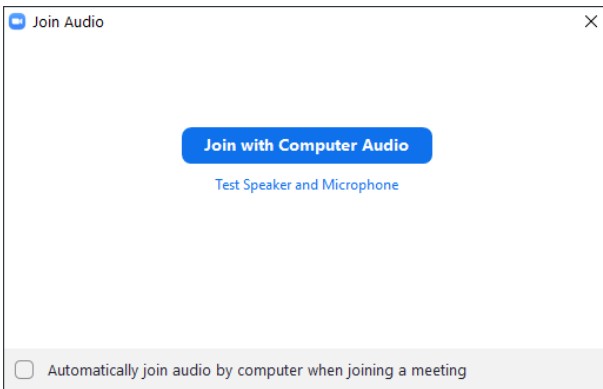 Join Audio
Join with Computer Audio
Test Speaker and Microphone
Automatically join audio by computer when joining a meeting